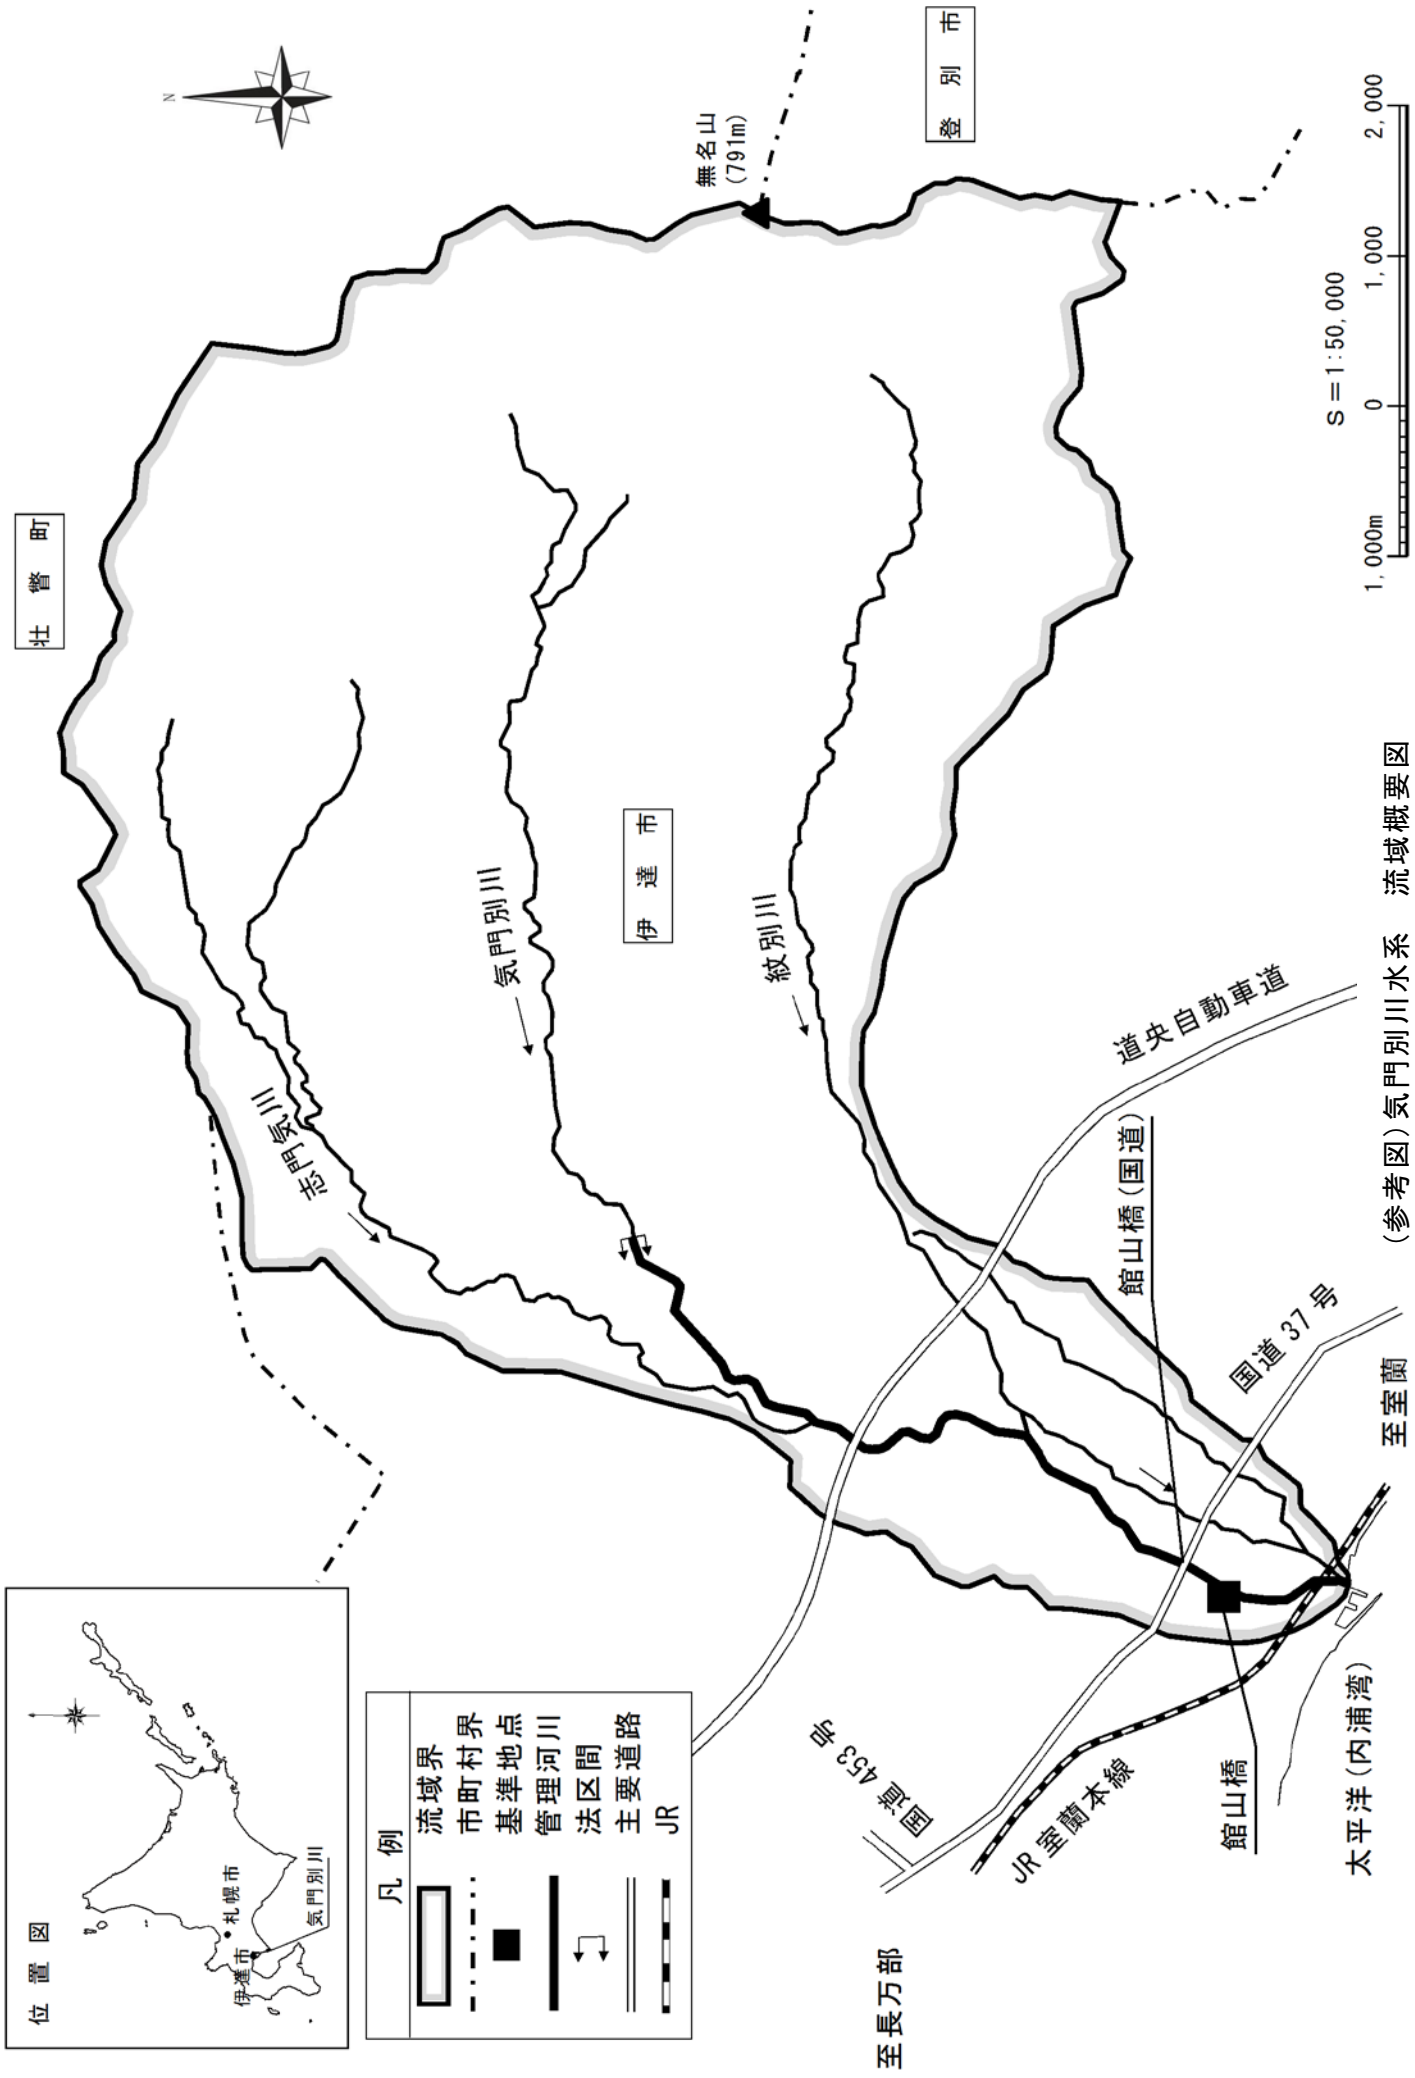 位置図
札幌市
伊達市
気門別川
凡例
流域界
市町村界
基準地点
管理河川
法区間
主要道路
JR
壮瞥町
N
無名山
(791m)
登別市
志門気川
気門別川
伊達市
紋別川
道央自動車道
館山橋(国道)
国道37号
至室蘭
国道453号
JR室蘭本線
至長万部
館山橋
太平洋(内浦湾)
S=1:50,000
1,000m 0 1,000 2,000
(参考図)気門別川水系 流域概要図